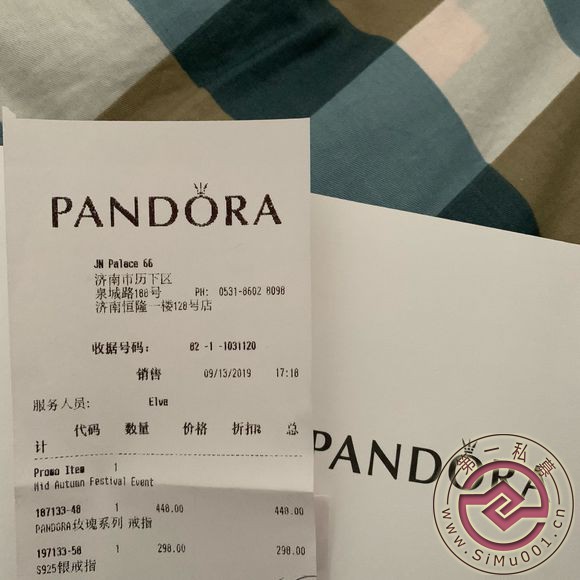 PANDORA
JN Palace 66
济南市历下区
泉城路188号 PH: 0531-8602 8098
济南恒隆一楼128号店
收据号码: 02 -1 -1031120
销售 09/13/2019 17:18
服务人员: Elva
代码 数量 价格 折扣% 总
计
Promo Item 1
Mid Autumn Festival Event
187133-48 1 448.00 448.00
PANDORA玫瑰系列 戒指
197133-50 1 298.00 298.00
S925银戒指
PANDORA
第一私享
www.SiMu001.cn